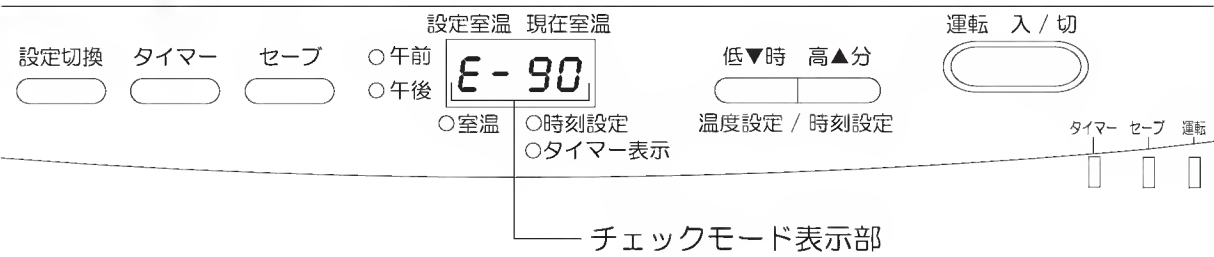 設定室温 現在室温
運転 入 / 切
設定切換 タイマー セーブ
○午前
○午後
E- 90
低▼時 高▲分
○室温 ○時刻設定
○タイマー表示
温度設定 / 時刻設定
タイマー セーブ 運転
チェックモード表示部